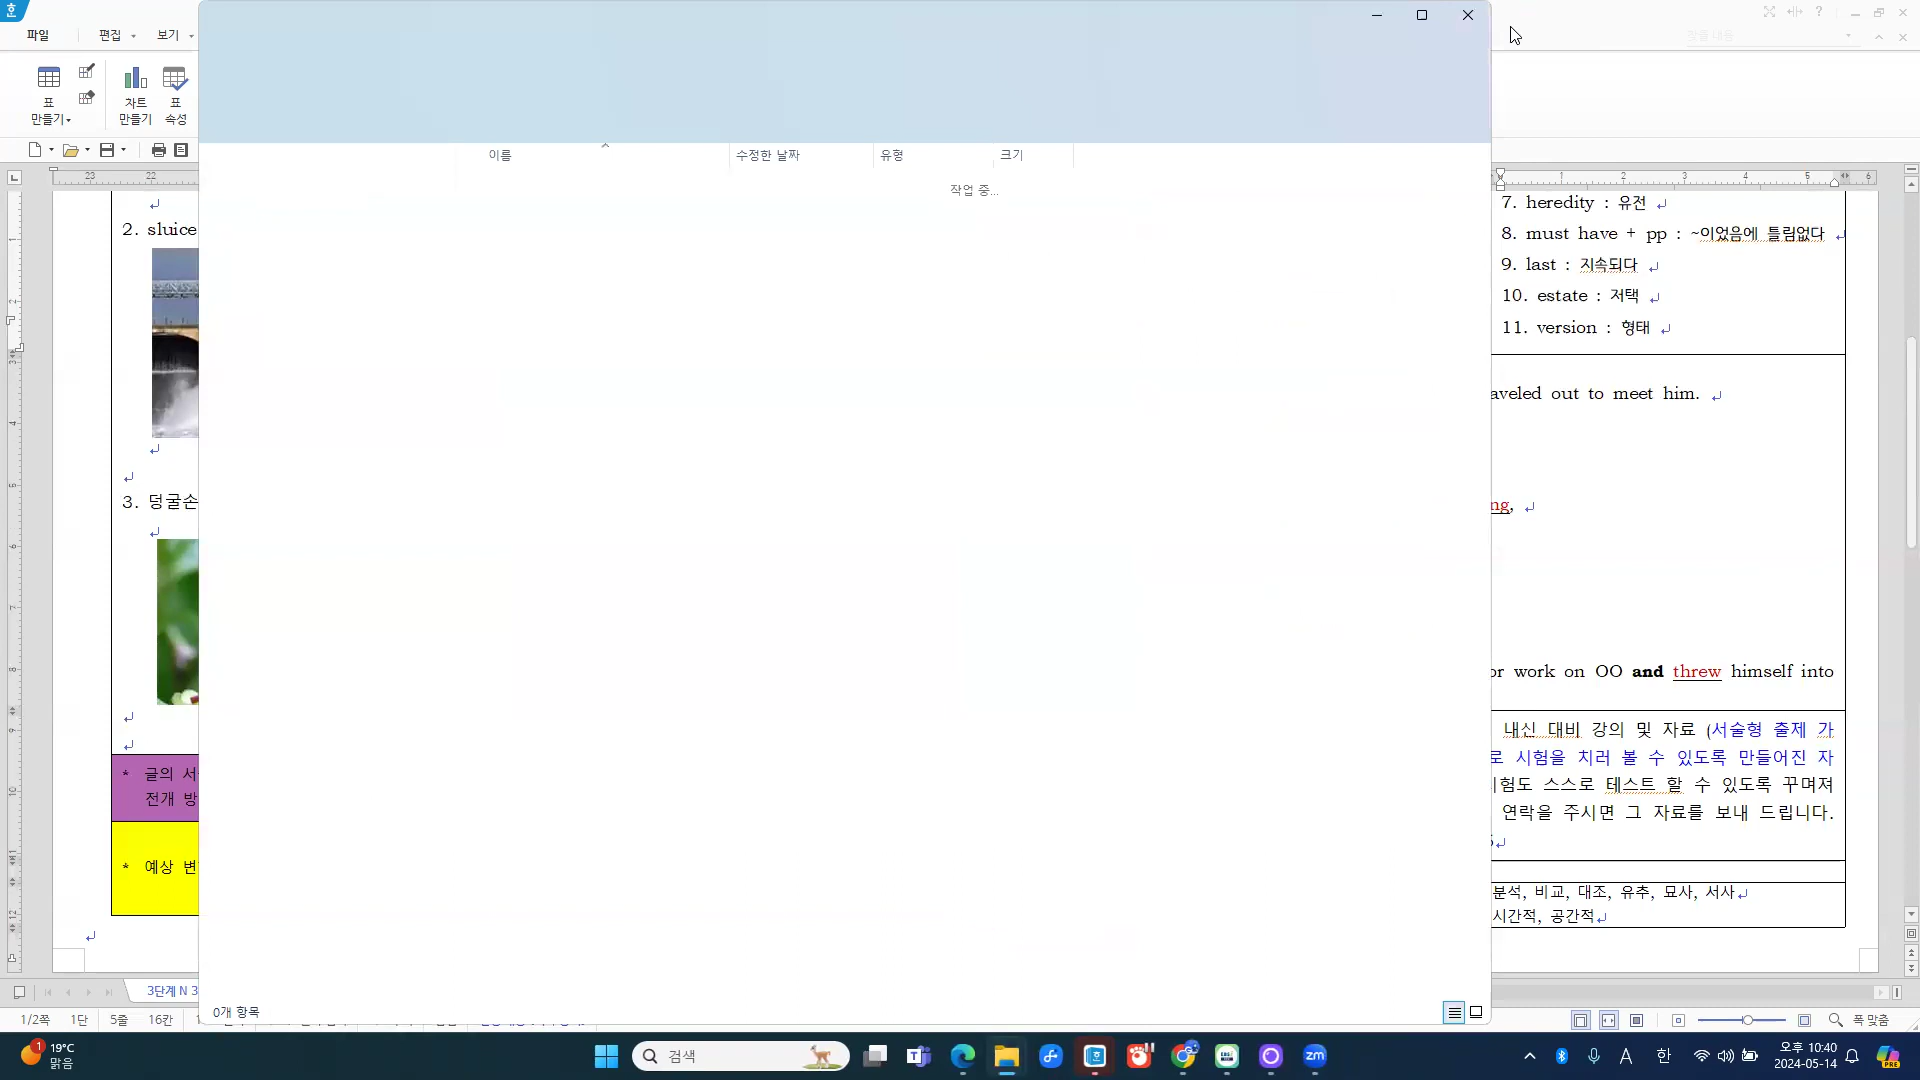 파일
편집
보기
찾을 내용
표
만들기
차트
만들기
표
속성
이름
수정한 날짜
유형
크기
작업 중...
0개 항목
2. sluice
3. 덩굴손
* 글의 서
전개 방
* 예상 변
7. heredity : 유전
8. must have + pp : ~이었음에 틀림없다
9. last : 지속되다
10. estate : 저택
11. version : 형태
aveled out to meet him.
ng,
or work on OO and threw himself into
내신 대비 강의 및 자료 (서술형 출제 가
로 시험을 치러 볼 수 있도록 만들어진 자
시험도 스스로 테스트 할 수 있도록 꾸며져
연락을 주시면 그 자료를 보내 드립니다.
분석, 비교, 대조, 유추, 묘사, 서사
시간적, 공간적
3단계 N 3
1/2쪽
1단
5줄
16칸
폭 맞춤
1
19°C
맑음
검색
zm
A
한
오후 10:40
2024-05-14
PRE